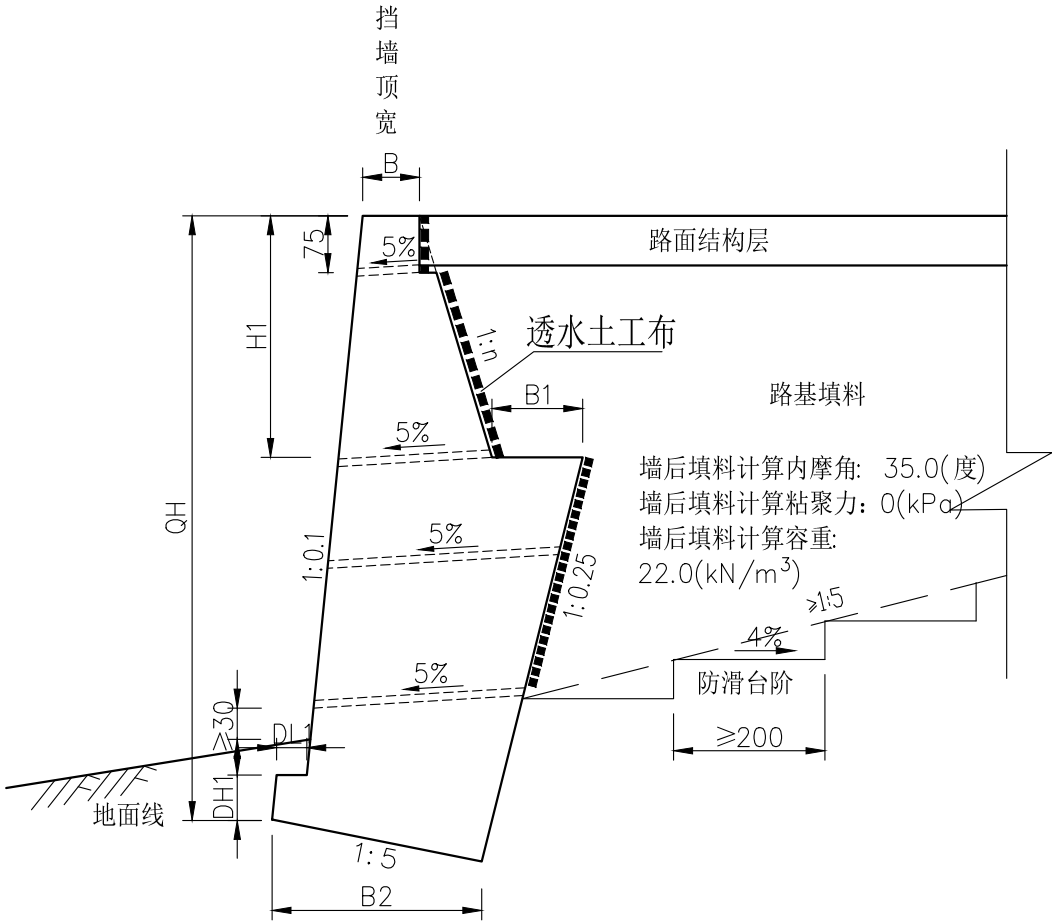 挡墙顶宽
B
75
5%
路面结构层
H1
1:n
透水土工布
B1
路基填料
5%
墙后填料计算内摩角: 35.0(度)
墙后填料计算粘聚力: 0(kPa)
墙后填料计算容重:
22.0(kN/m³)
QH
1:0.1
5%
1:0.25
≥1:5
4%
5%
防滑台阶
≥30
DL1
≥200
DH1
地面线
1:5
B2